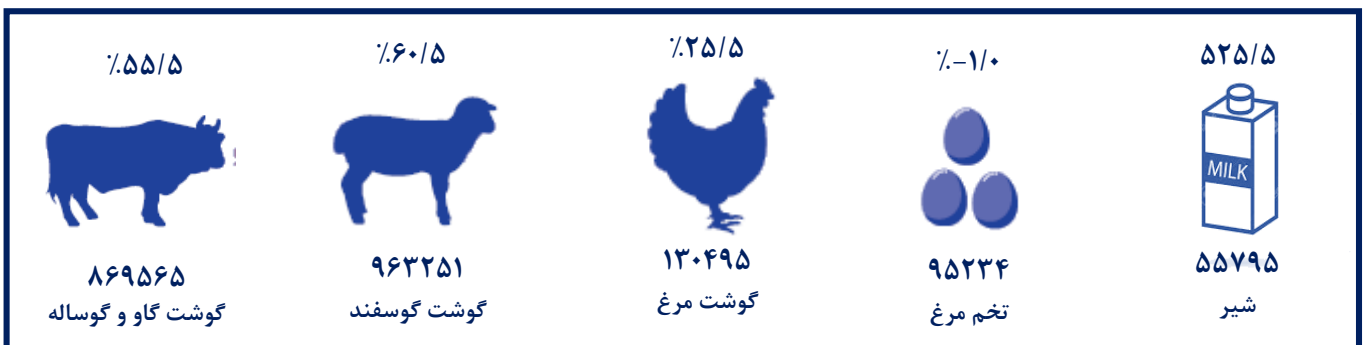 ۵۲۵/۵
MILK
۵۵۷۹۵
شیر
٪-۱/۰
۹۵۲۳۴
تخم مرغ
٪۲۵/۵
۱۳۰۴۹۵
گوشت مرغ
٪۶۰/۵
۹۶۳۲۵۱
گوشت گوسفند
٪۵۵/۵
۸۶۹۵۶۵
گوشت گاو و گوساله